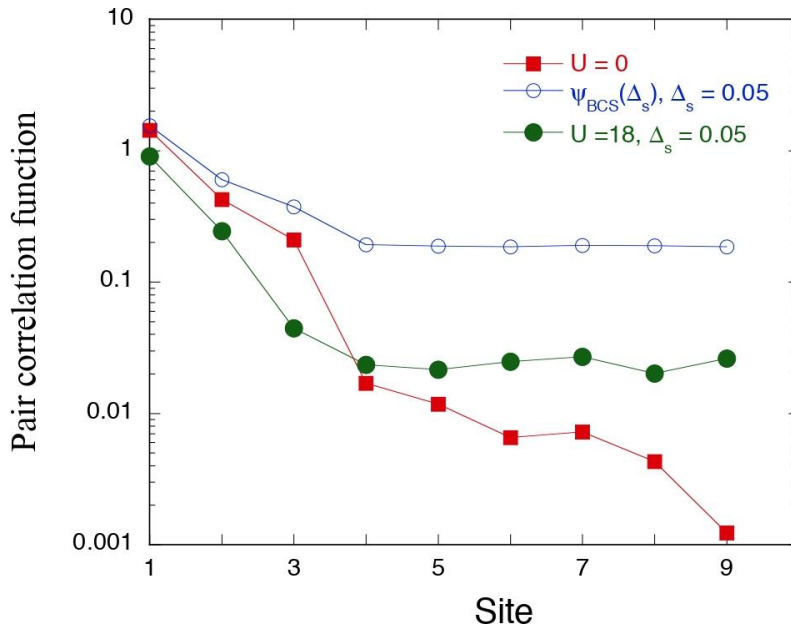 10
1
0.1
0.01
0.001
Pair correlation function
U = 0
ψBCS(Δs), Δs = 0.05
U =18, Δs = 0.05
1 3 5 7 9
Site